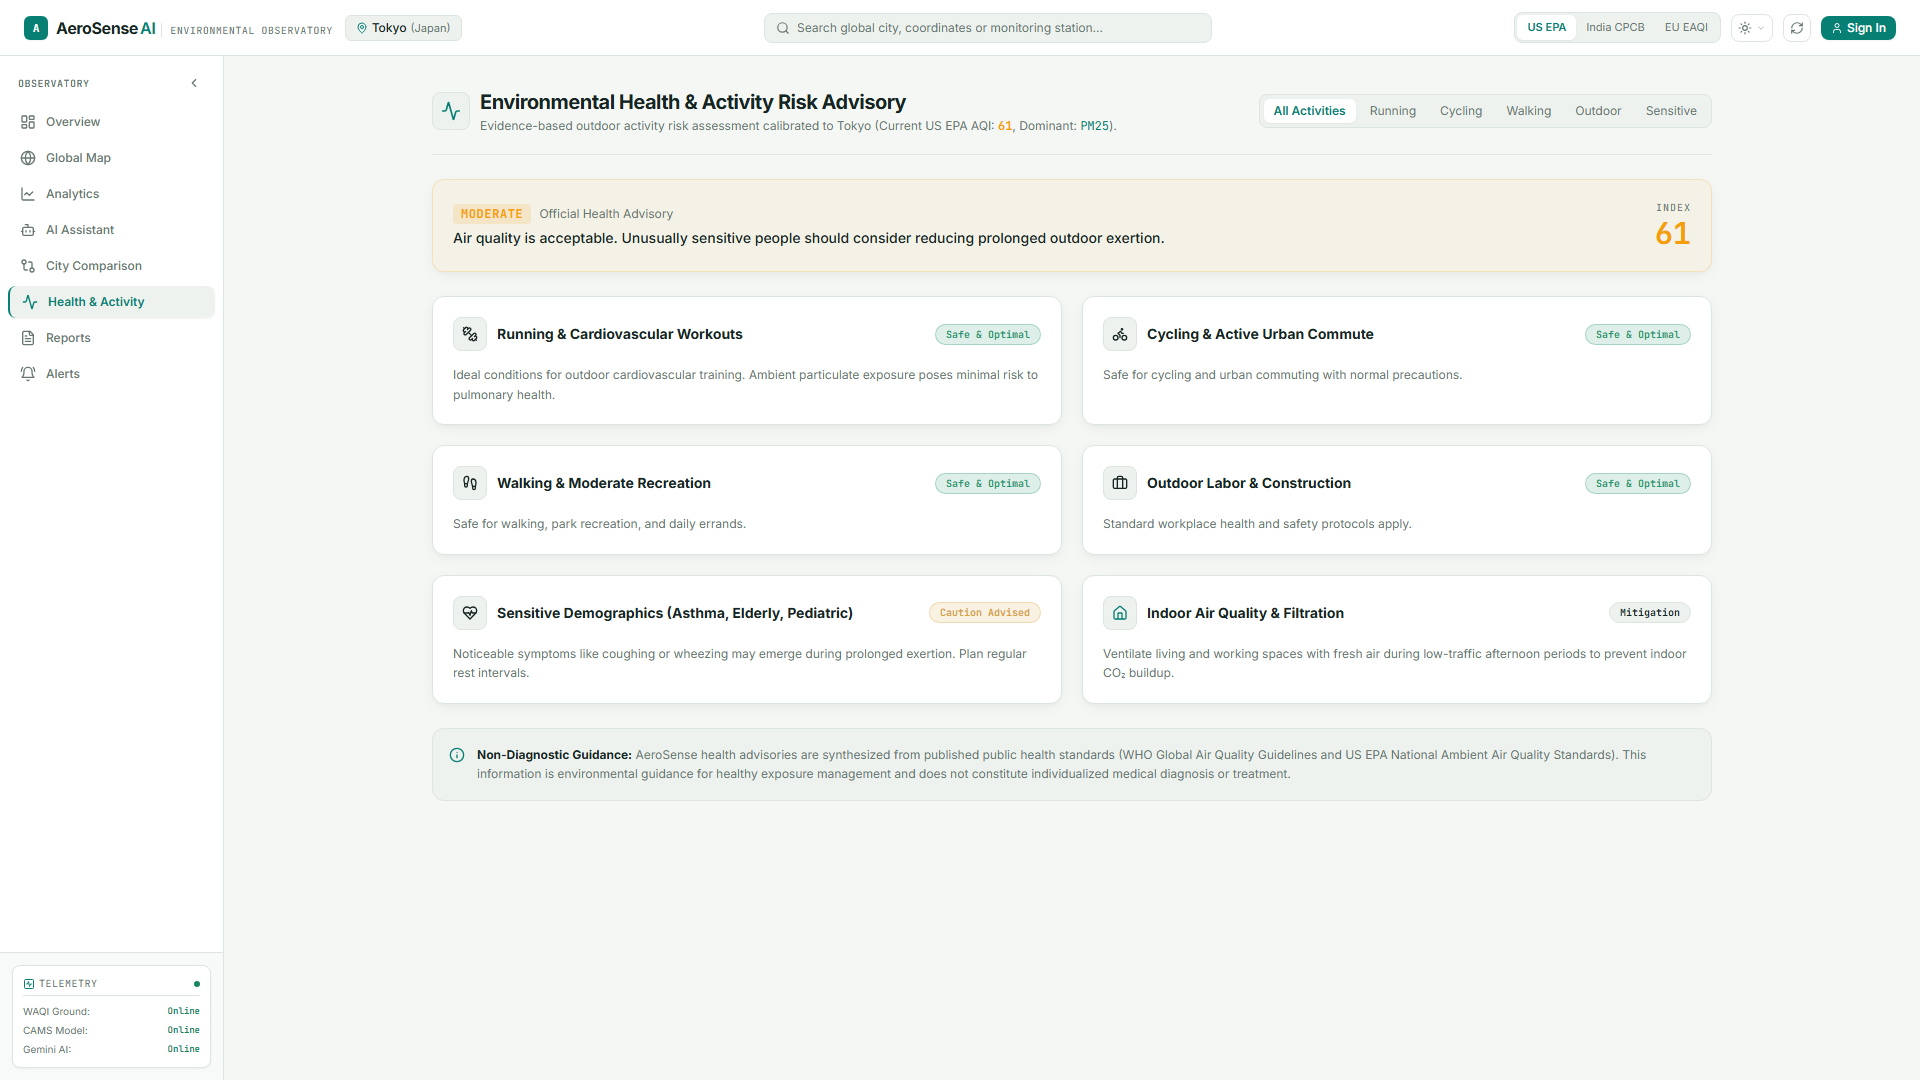 A AeroSense AI ENVIRONMENTAL OBSERVATORY
Tokyo (Japan)
Search global city, coordinates or monitoring station...
US EPA India CPCB EU EAQI
Sign In
OBSERVATORY
Overview
Global Map
Analytics
AI Assistant
City Comparison
Health & Activity
Reports
Alerts
TELEMETRY
WAQI Ground: Online
CAMS Model: Online
Gemini AI: Online
Environmental Health & Activity Risk Advisory
Evidence-based outdoor activity risk assessment calibrated to Tokyo (Current US EPA AQI: 61, Dominant: PM25).
All Activities Running Cycling Walking Outdoor Sensitive
MODERATE Official Health Advisory
Air quality is acceptable. Unusually sensitive people should consider reducing prolonged outdoor exertion.
INDEX
61
Running & Cardiovascular Workouts Safe & Optimal
Ideal conditions for outdoor cardiovascular training. Ambient particulate exposure poses minimal risk to
pulmonary health.
Cycling & Active Urban Commute Safe & Optimal
Safe for cycling and urban commuting with normal precautions.
Walking & Moderate Recreation Safe & Optimal
Safe for walking, park recreation, and daily errands.
Outdoor Labor & Construction Safe & Optimal
Standard workplace health and safety protocols apply.
Sensitive Demographics (Asthma, Elderly, Pediatric) Caution Advised
Noticeable symptoms like coughing or wheezing may emerge during prolonged exertion. Plan regular
rest intervals.
Indoor Air Quality & Filtration Mitigation
Ventilate living and working spaces with fresh air during low-traffic afternoon periods to prevent indoor
CO₂ buildup.
Non-Diagnostic Guidance: AeroSense health advisories are synthesized from published public health standards (WHO Global Air Quality Guidelines and US EPA National Ambient Air Quality Standards). This
information is environmental guidance for healthy exposure management and does not constitute individualized medical diagnosis or treatment.